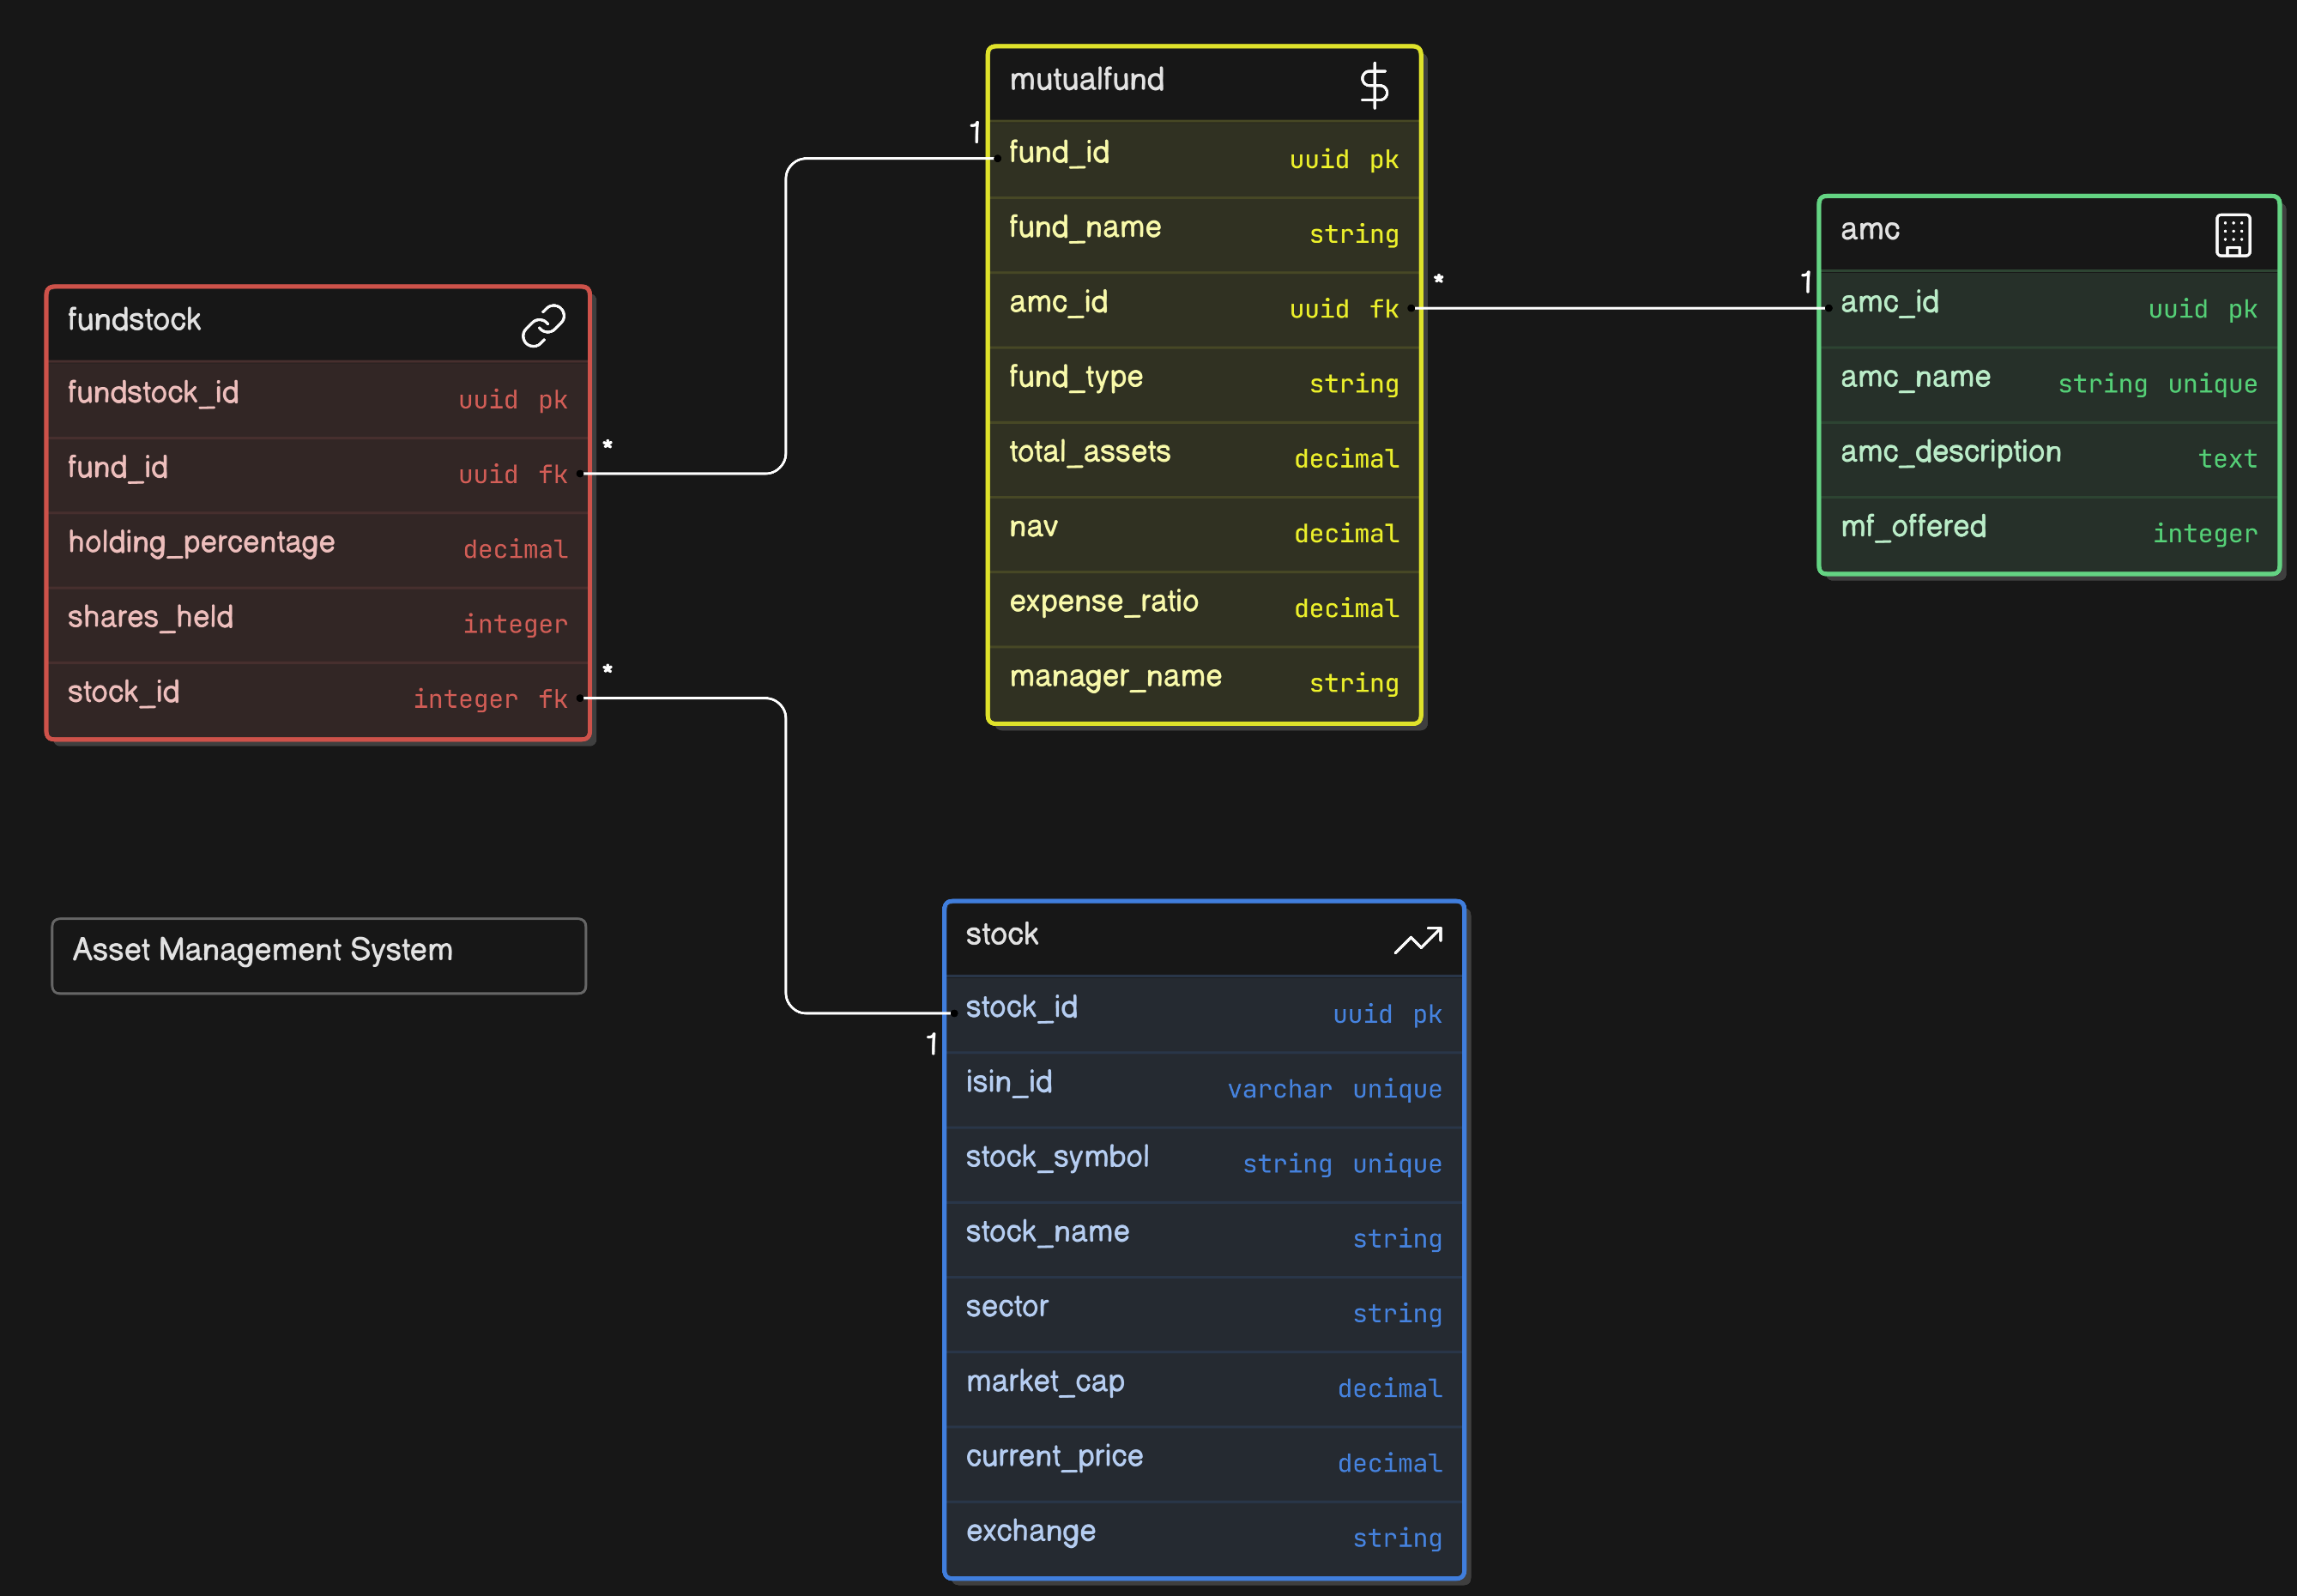 mutualfund
fund_id uuid pk
fund_name string
amc_id uuid fk
fund_type string
total_assets decimal
nav decimal
expense_ratio decimal
manager_name string
1
*
1
amc
amc_id uuid pk
amc_name string unique
amc_description text
mf_offered integer
fundstock
fundstock_id uuid pk
fund_id uuid fk
holding_percentage decimal
shares_held integer
stock_id integer fk
*
*
Asset Management System
1
stock
stock_id uuid pk
isin_id varchar unique
stock_symbol string unique
stock_name string
sector string
market_cap decimal
current_price decimal
exchange string